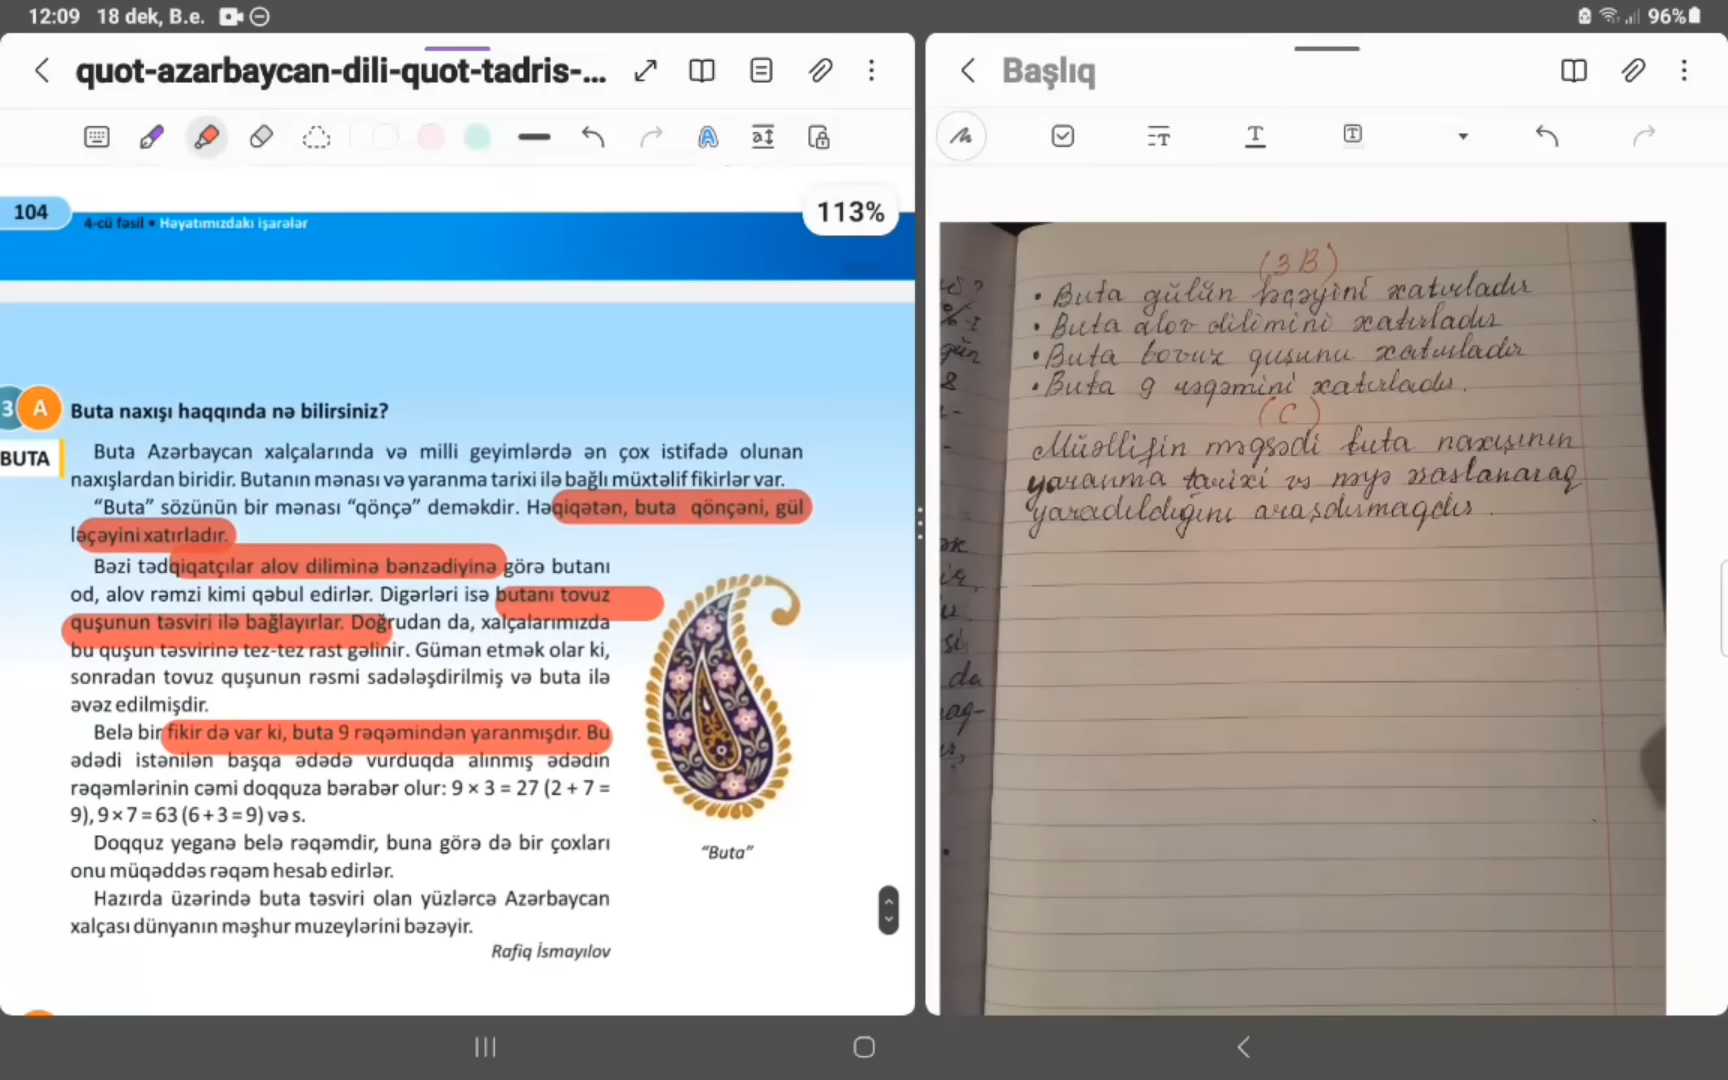 12:09 18 dek, B.e.
96%
quot-azarbaycan-dili-quot-tadris-...
104
4-cü fəsil • Həyatımızdakı işarələr
113%
3 A Buta naxışı haqqında nə bilirsiniz?
BUTA
Buta Azərbaycan xalçalarında və milli geyimlərdə ən çox istifadə olunan
naxışlardan biridir. Butanın mənası və yaranma tarixi ilə bağlı müxtəlif fikirlər var.
“Buta” sözünün bir mənası “qönçə” deməkdir. Həqiqətən, buta qönçəni, gül
ləçəyini xatırladır.
Bəzi tədqiqatçılar alov diliminə bənzədiyinə görə butanı
od, alov rəmzi kimi qəbul edirlər. Digərləri isə butanı tovuz
quşunun təsviri ilə bağlayırlar. Doğrudan da, xalçalarımızda
bu quşun təsvirinə tez-tez rast gəlinir. Güman etmək olar ki,
sonradan tovuz quşunun rəsmi sadələşdirilmiş və buta ilə
əvəz edilmişdir.
Belə bir fikir də var ki, buta 9 rəqəmindən yaranmışdır. Bu
ədədi istənilən başqa ədədə vurduqda alınmış ədədin
rəqəmlərinin cəmi doqquza bərabər olur: 9 × 3 = 27 (2 + 7 =
9), 9 × 7 = 63 (6 + 3 = 9) və s.
Doqquz yeganə belə rəqəmdir, buna görə də bir çoxları
onu müqəddəs rəqəm hesab edirlər.
Hazırda üzərində buta təsviri olan yüzlərcə Azərbaycan
xalçası dünyanın məşhur muzeylərini bəzəyir.
Rafiq İsmayılov
“Buta”
Başlıq
(3B)
• Buta gülün ləçəyini xatırladır
• Buta alov dilimini xatırladır
• Buta tovuz quşunu xatırladır
• Buta 9 rəqəmini xatırladır.
(C)
Müəllifin məqsədi buta naxışının
yaranma tarixi və nəyə əsaslanaraq
yaradıldığını araşdırmaqdır.